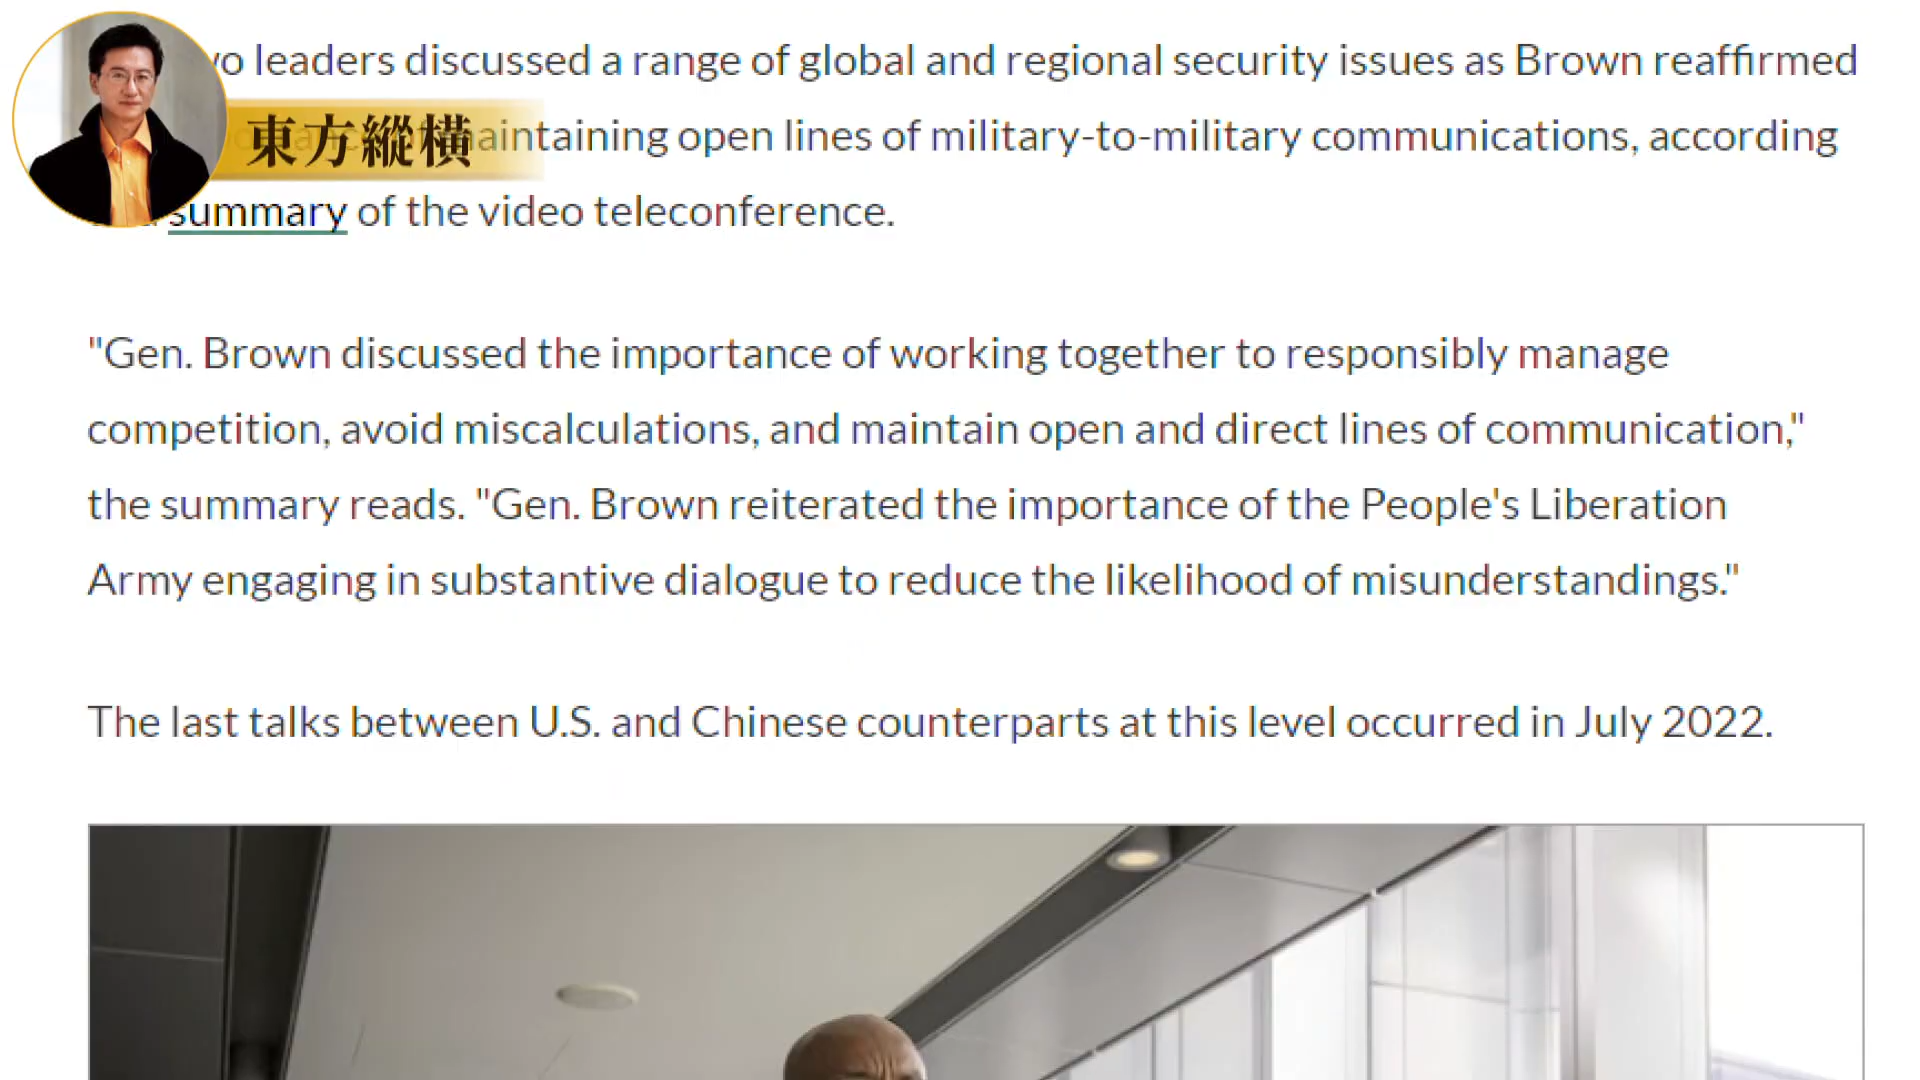 leaders discussed a range of global and regional security issues as Brown reaffirmed
東方縱橫
maintaining open lines of military-to-military communications, according
summary of the video teleconference.
"Gen. Brown discussed the importance of working together to responsibly manage
competition, avoid miscalculations, and maintain open and direct lines of communication,"
the summary reads. "Gen. Brown reiterated the importance of the People's Liberation
Army engaging in substantive dialogue to reduce the likelihood of misunderstandings."
The last talks between U.S. and Chinese counterparts at this level occurred in July 2022.